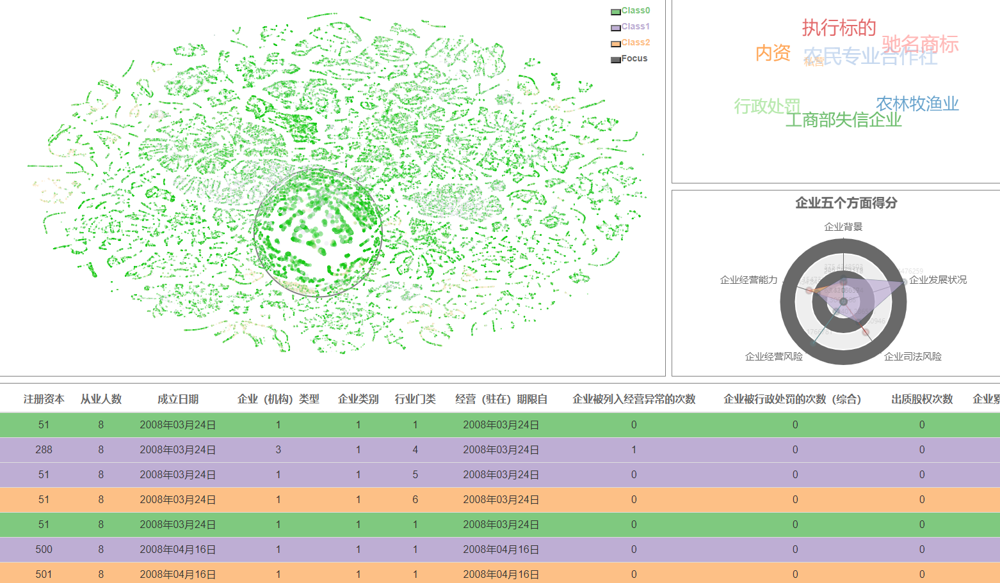 Class0
Class1
Class2
Focus
执行标的
驰名商标
内资
农民专业合作社
私营
行政处罚
农林牧渔业
工商部失信企业
企业五个方面得分
企业背景
企业经营能力
企业发展状况
企业经营风险
企业司法风险
注册资本 从业人数 成立日期 企业（机构）类型 企业类别 行业门类 经营（驻在）期限自 企业被列入经营异常的次数 企业被行政处罚的次数（综合） 出质股权次数 企业累
51 8 2008年03月24日 1 1 1 2008年03月24日 0 0 0
288 8 2008年03月24日 3 1 4 2008年03月24日 1 0 0
51 8 2008年03月24日 1 1 5 2008年03月24日 0 0 0
51 8 2008年03月24日 1 1 6 2008年03月24日 0 0 0
51 8 2008年03月24日 1 1 1 2008年03月24日 0 0 0
500 8 2008年04月16日 1 1 1 2008年04月16日 0 0 0
501 8 2008年04月16日 1 1 1 2008年04月16日 0 0 0